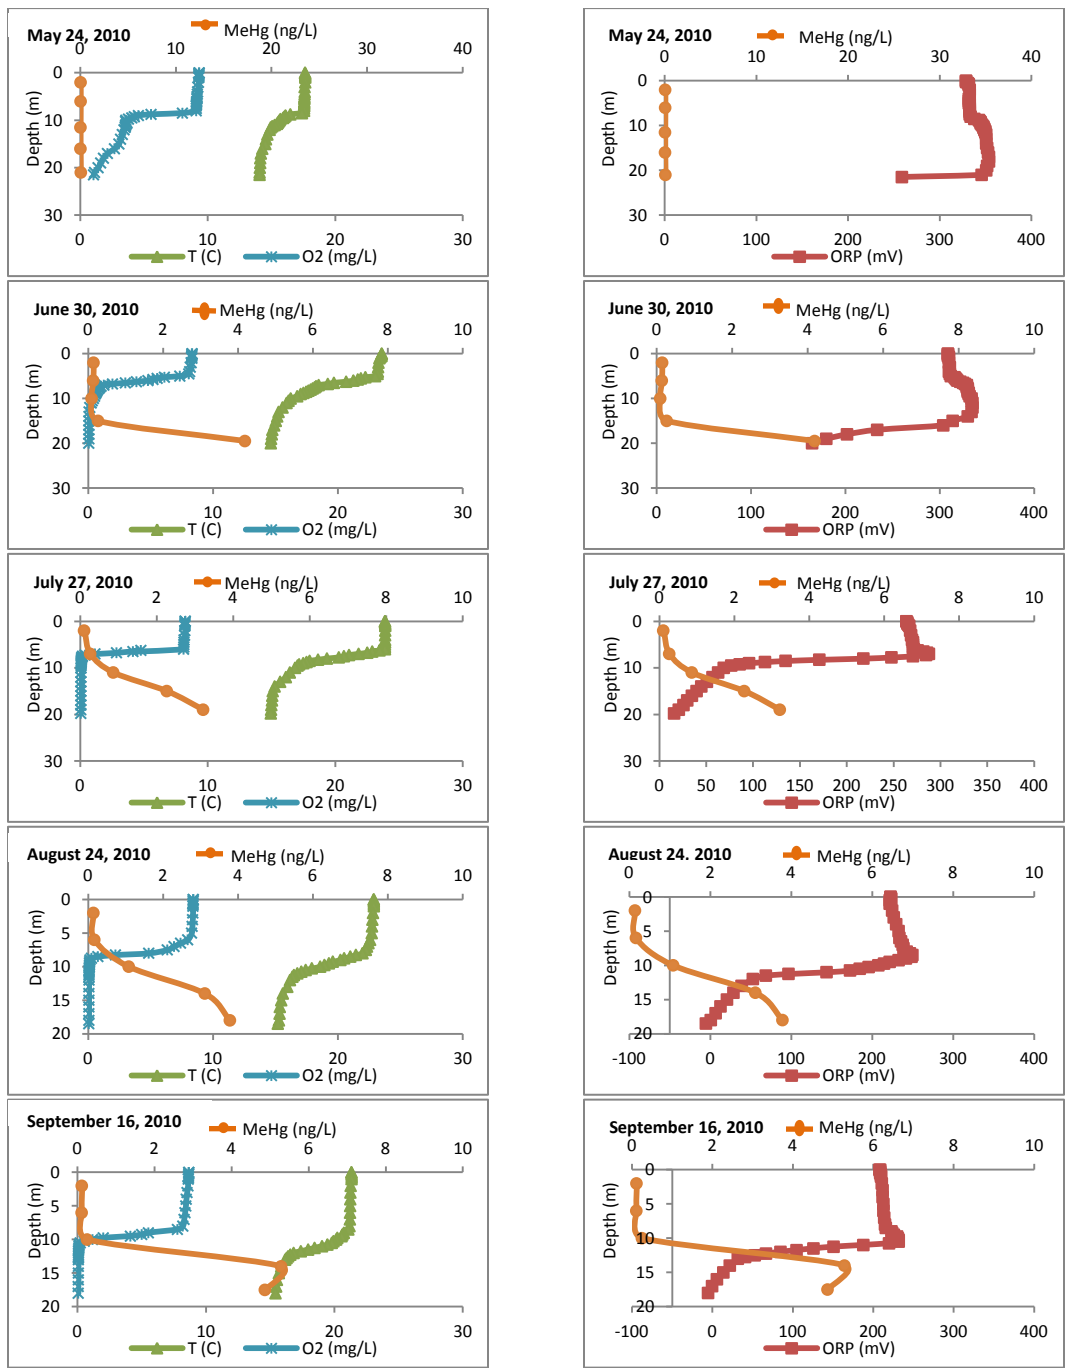 May 24, 2010
MeHg (ng/L)
0 10 20 30 40
Depth (m)
0
10
20
30
0 10 20 30
T (C) O2 (mg/L)
May 24, 2010
MeHg (ng/L)
0 10 20 30 40
Depth (m)
0
10
20
30
0 100 200 300 400
ORP (mV)
June 30, 2010
MeHg (ng/L)
0 2 4 6 8 10
Depth (m)
0
10
20
30
0 10 20 30
T (C) O2 (mg/L)
June 30, 2010
MeHg (ng/L)
0 2 4 6 8 10
Depth (m)
0
10
20
30
0 100 200 300 400
ORP (mV)
July 27, 2010
MeHg (ng/L)
0 2 4 6 8 10
Depth (m)
0
10
20
30
0 10 20 30
T (C) O2 (mg/L)
July 27, 2010
MeHg (ng/L)
0 2 4 6 8 10
Depth (m)
0
10
20
30
0 50 100 150 200 250 300 350 400
ORP (mV)
August 24, 2010
MeHg (ng/L)
0 2 4 6 8 10
Depth (m)
0
5
10
15
20
0 10 20 30
T (C) O2 (mg/L)
August 24, 2010
MeHg (ng/L)
0 2 4 6 8 10
Depth (m)
0
5
10
15
20
-100 0 100 200 300 400
ORP (mV)
September 16, 2010
MeHg (ng/L)
0 2 4 6 8 10
Depth (m)
0
5
10
15
20
0 10 20 30
T (C) O2 (mg/L)
September 16, 2010
MeHg (ng/L)
0 2 4 6 8 10
Depth (m)
0
5
10
15
20
-100 0 100 200 300 400
ORP (mV)